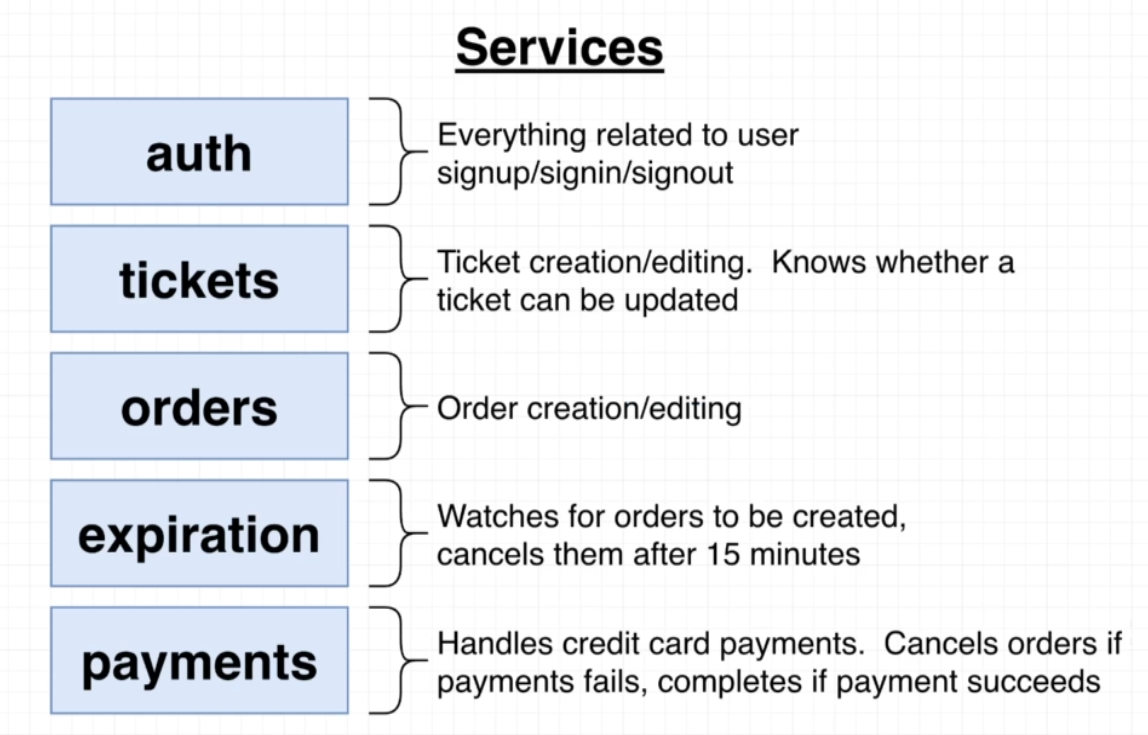 Services
auth
Everything related to user
signup/signin/signout
tickets
Ticket creation/editing.  Knows whether a
ticket can be updated
orders
Order creation/editing
expiration
Watches for orders to be created,
cancels them after 15 minutes
payments
Handles credit card payments.  Cancels orders if
payments fails, completes if payment succeeds